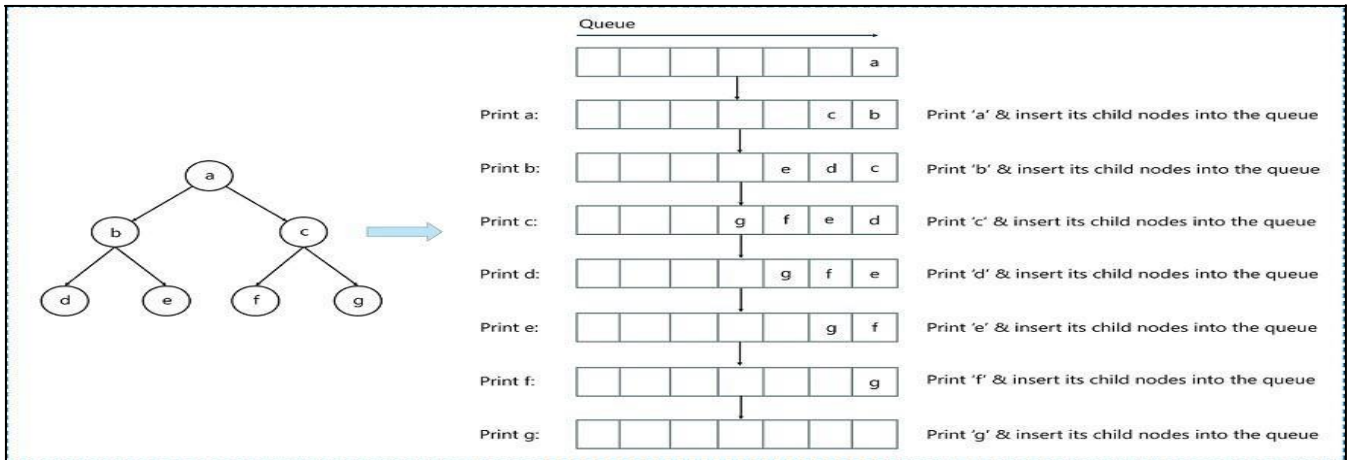 Queue
a
Print a: c b Print ‘a’ & insert its child nodes into the queue
Print b: e d c Print ‘b’ & insert its child nodes into the queue
Print c: g f e d Print ‘c’ & insert its child nodes into the queue
Print d: g f e Print ‘d’ & insert its child nodes into the queue
Print e: g f Print ‘e’ & insert its child nodes into the queue
Print f: g Print ‘f’ & insert its child nodes into the queue
Print g: Print ‘g’ & insert its child nodes into the queue
a
b c
d e f g